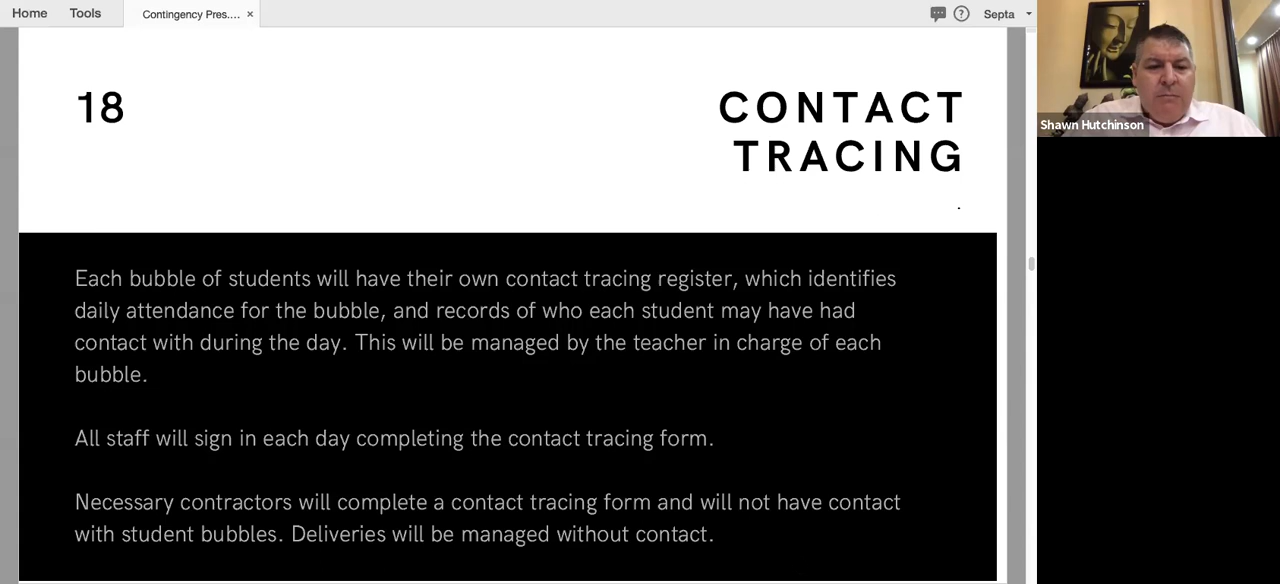 Home Tools Contingency Pres.... × Septa
18
CONTACT
TRACING
.
Each bubble of students will have their own contact tracing register, which identifies
daily attendance for the bubble, and records of who each student may have had
contact with during the day. This will be managed by the teacher in charge of each
bubble.
All staff will sign in each day completing the contact tracing form.
Necessary contractors will complete a contact tracing form and will not have contact
with student bubbles. Deliveries will be managed without contact.
Shawn Hutchinson